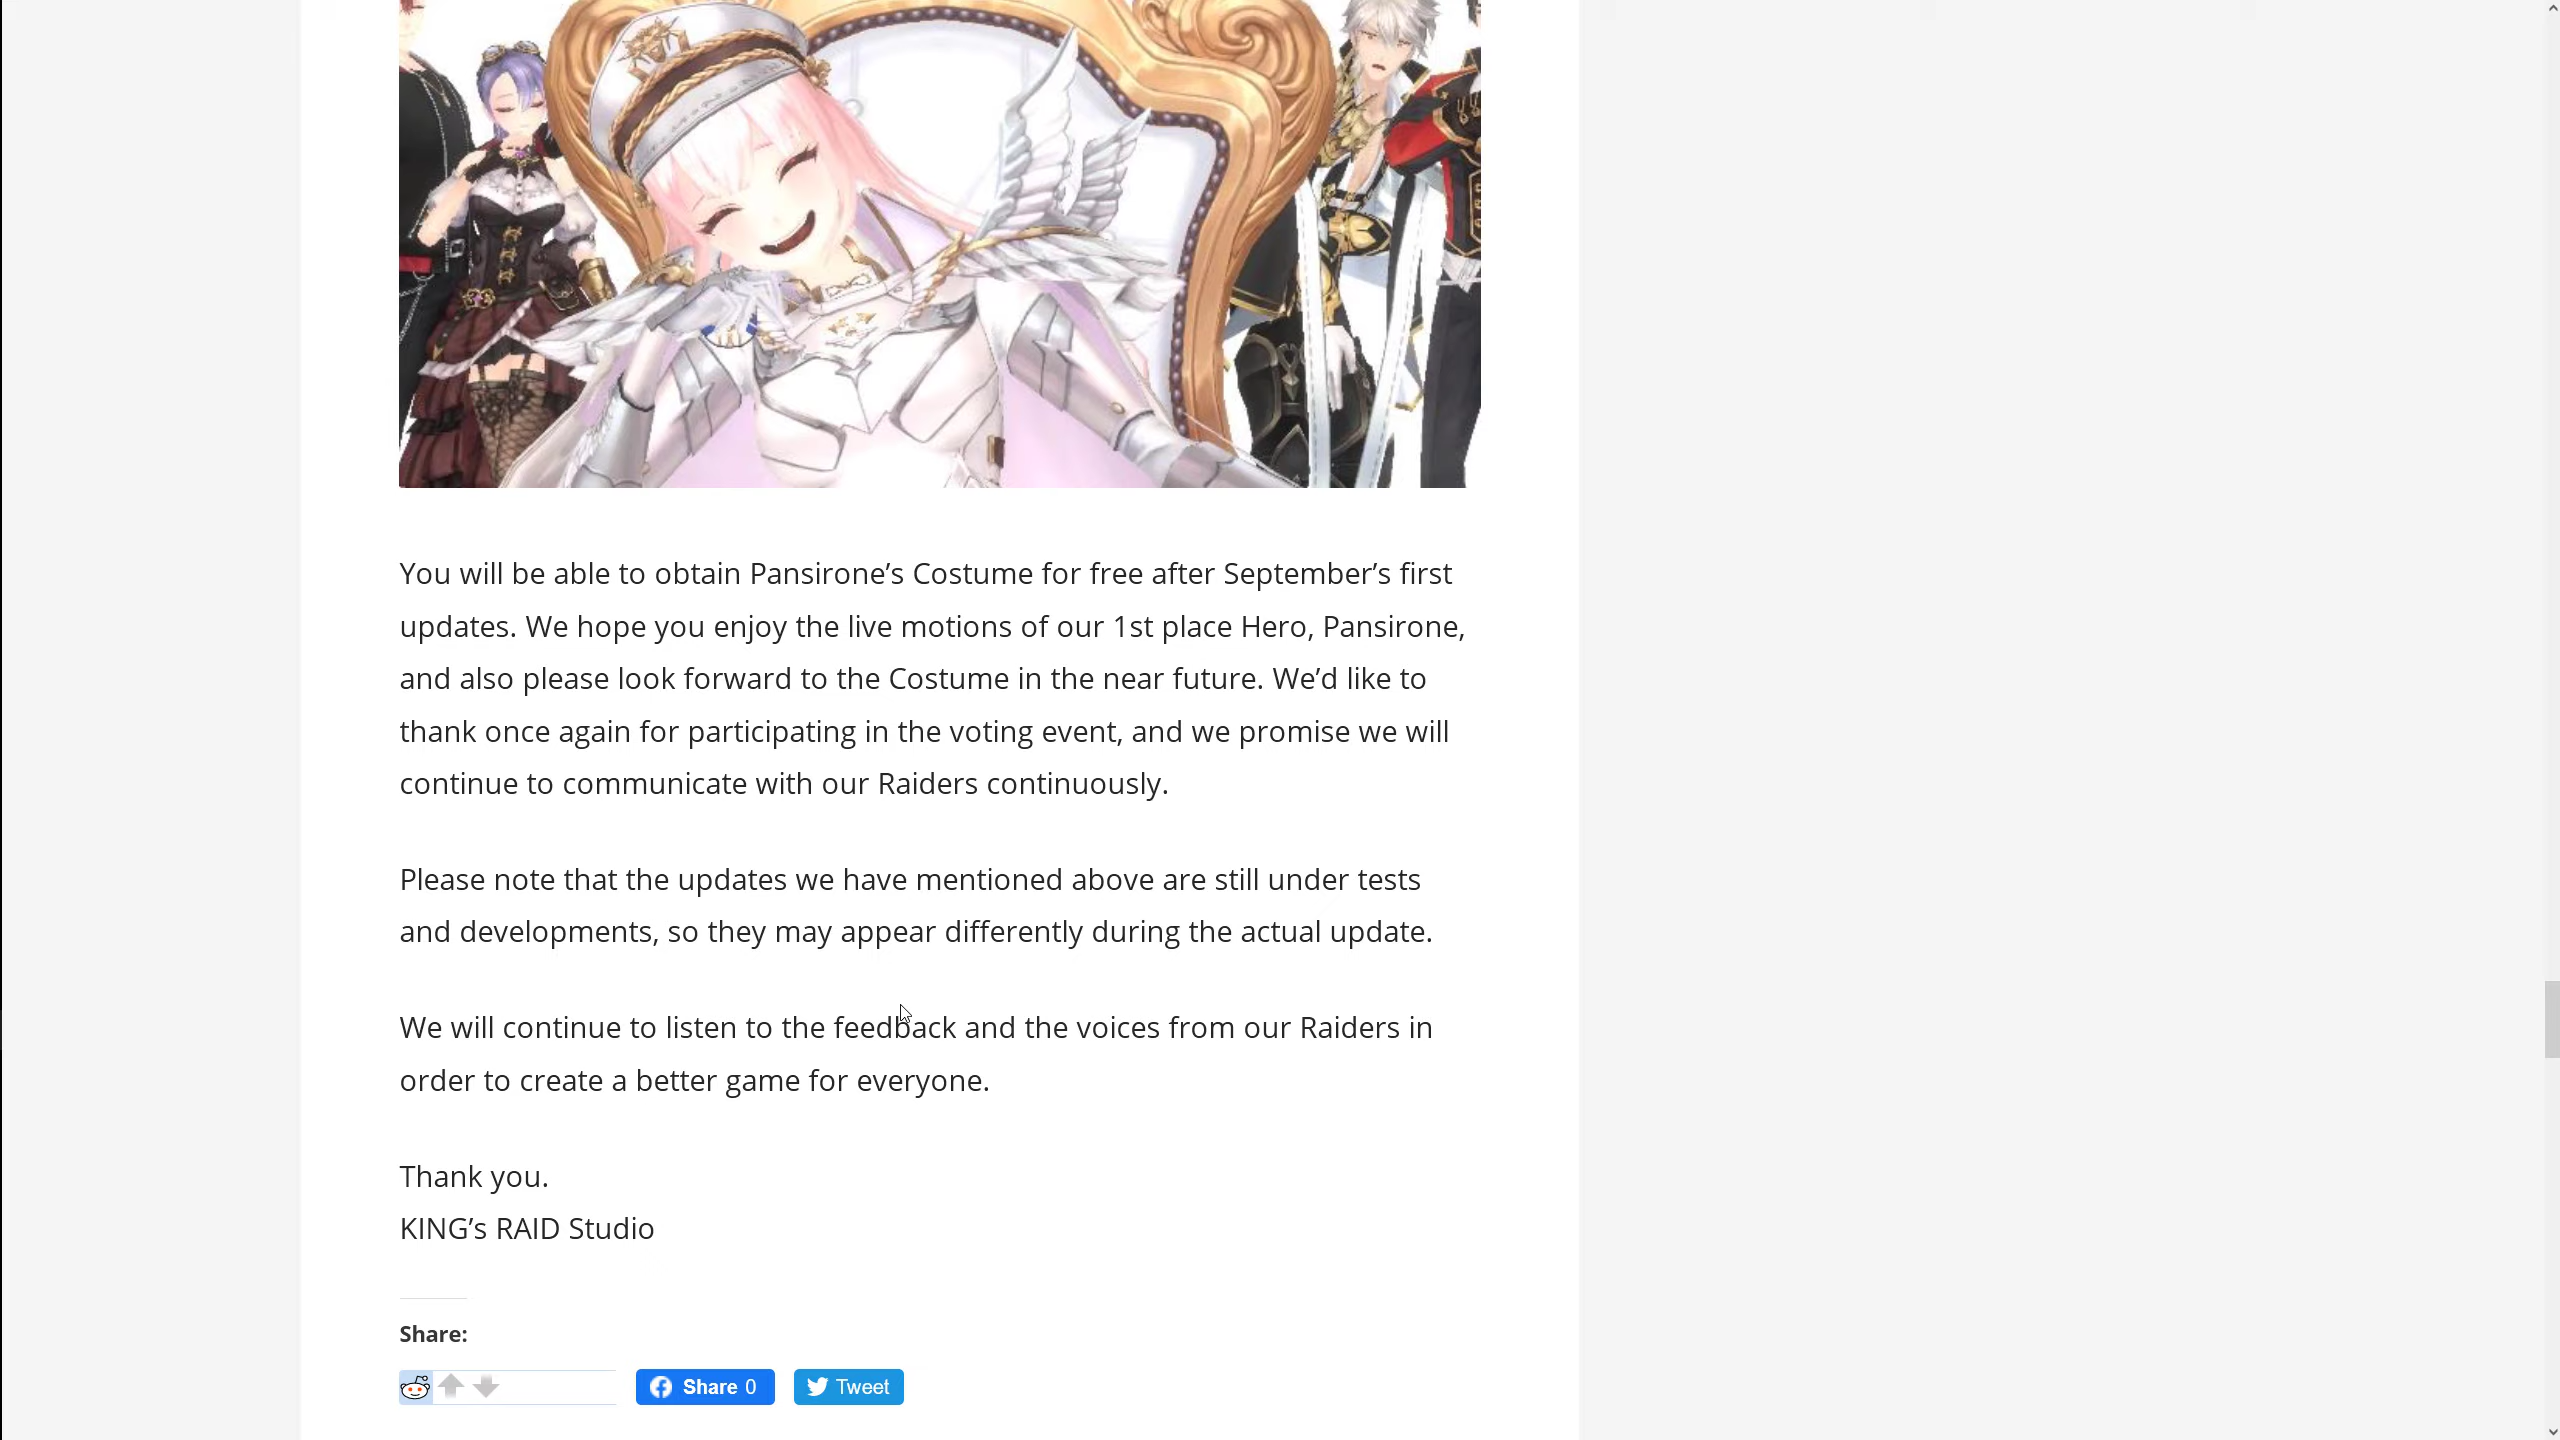 You will be able to obtain Pansirone’s Costume for free after September’s first
updates. We hope you enjoy the live motions of our 1st place Hero, Pansirone,
and also please look forward to the Costume in the near future. We’d like to
thank once again for participating in the voting event, and we promise we will
continue to communicate with our Raiders continuously.
Please note that the updates we have mentioned above are still under tests
and developments, so they may appear differently during the actual update.
We will continue to listen to the feedback and the voices from our Raiders in
order to create a better game for everyone.
Thank you.
KING’s RAID Studio
Share:
Share 0 Tweet